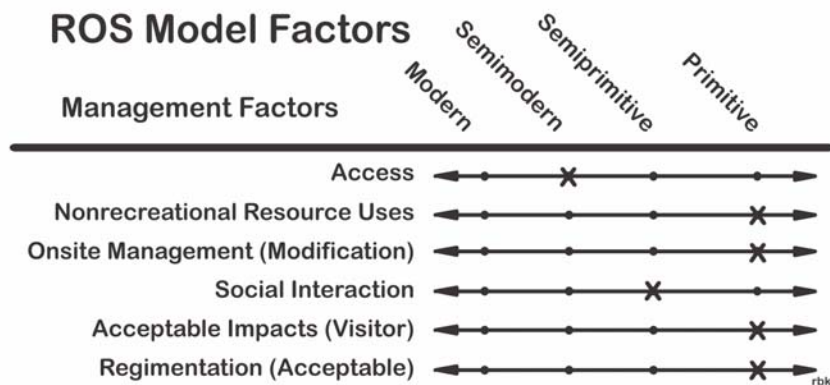 ROS Model Factors
Modern
Semimodern
Semiprimitive
Primitive
Management Factors
Access
Nonrecreational Resource Uses
Onsite Management (Modification)
Social Interaction
Acceptable Impacts (Visitor)
Regimentation (Acceptable)
rbk